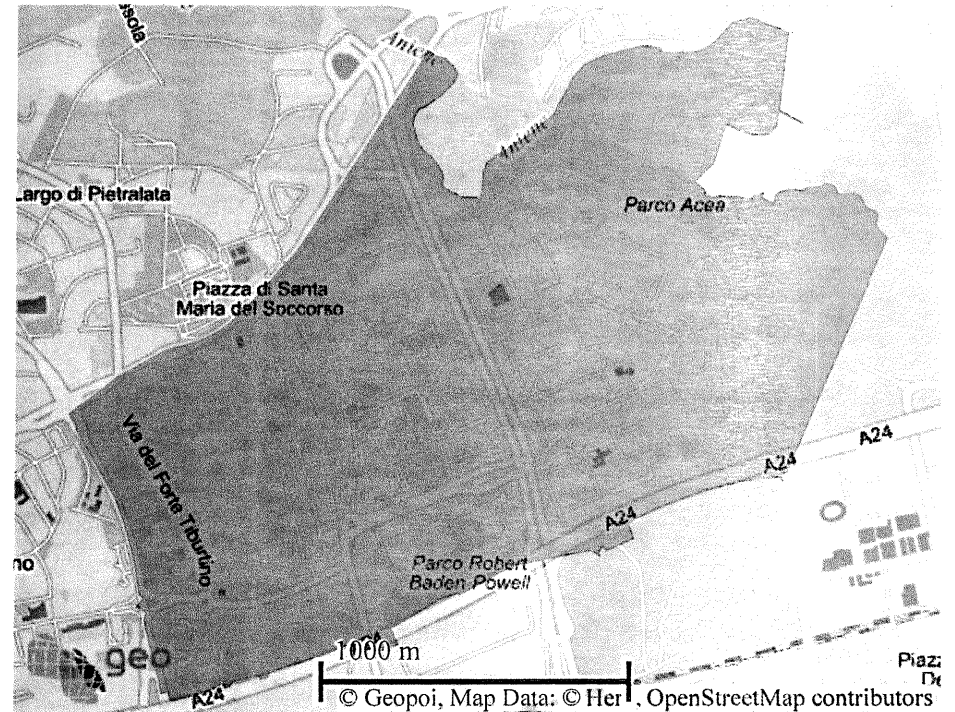 Aniene
Aniene
Largo di Pietralata
Parco Acea
Piazza di Santa
Maria del Soccorso
Via del Forte Tiburtino
A24
A24
A24
Parco Robert
Baden Powell
geo
1000 m
A24
© Geopoi, Map Data: © Her , OpenStreetMap contributors